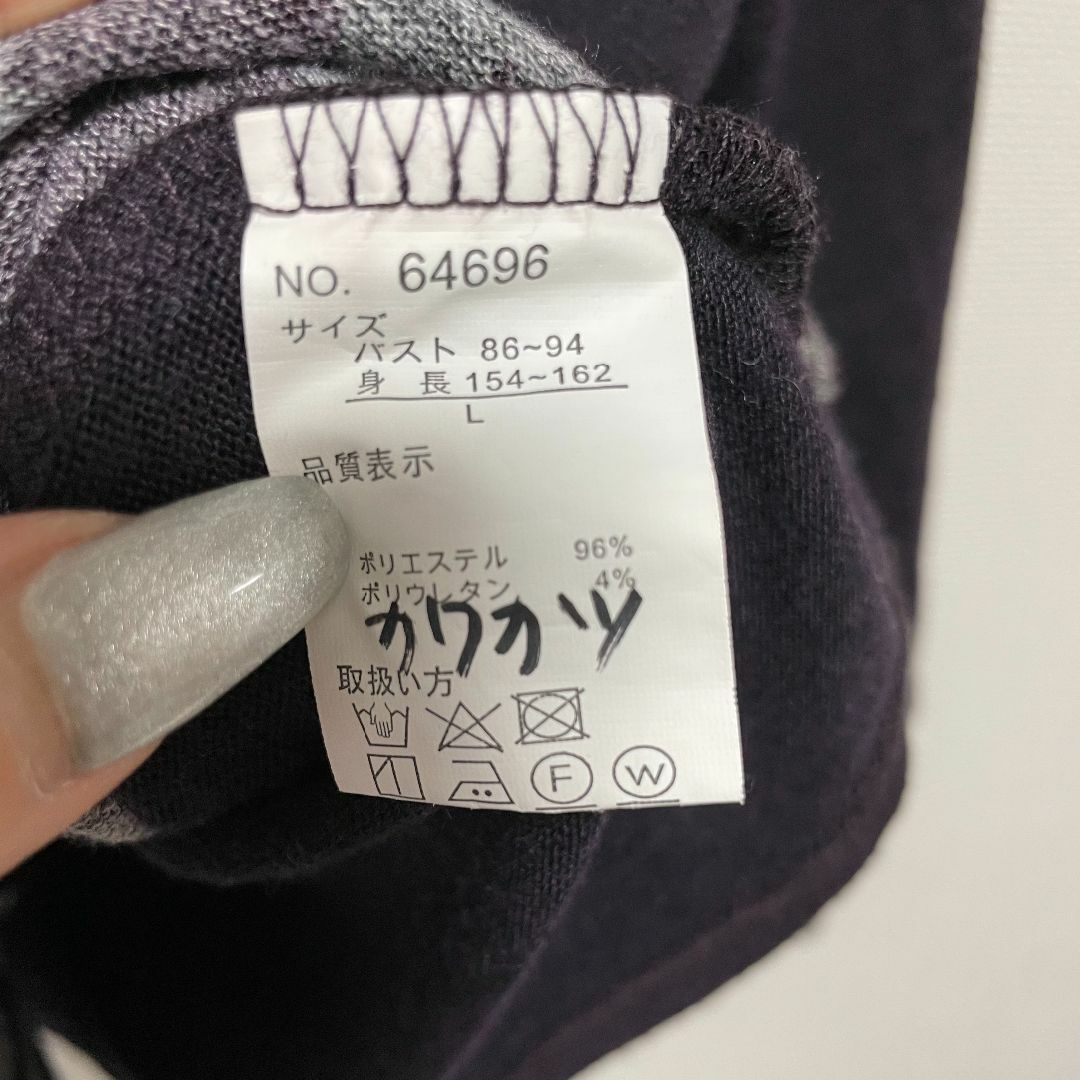 NO. 64696
サイズ
バスト 86~94
身 長 154~162
L
品質表示
ポリエステル 96%
ポリウレタン 4%
カワカツ
取扱い方
F W